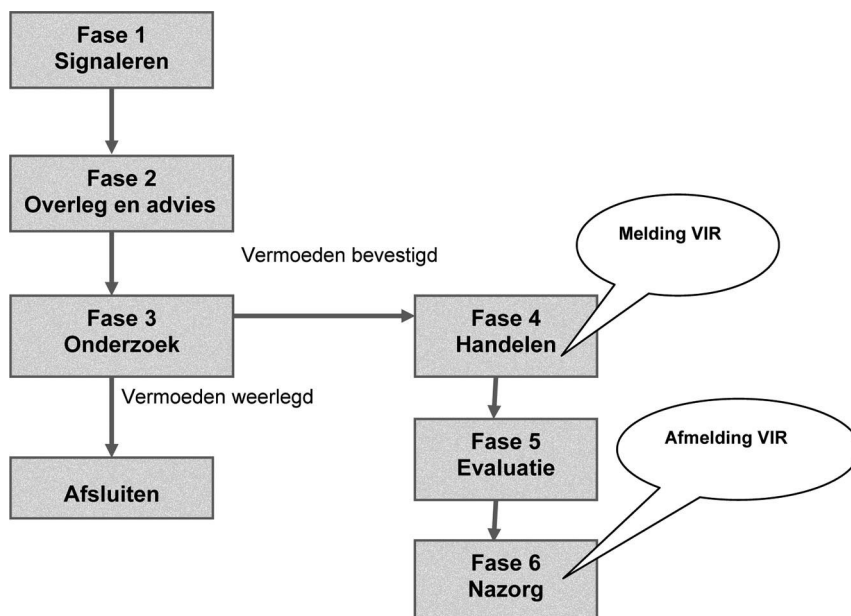 Fase 1
Signaleren
Fase 2
Overleg en advies
Vermoeden bevestigd
Melding VIR
Fase 3
Onderzoek
Fase 4
Handelen
Vermoeden weerlegd
Afsluiten
Fase 5
Evaluatie
Afmelding VIR
Fase 6
Nazorg